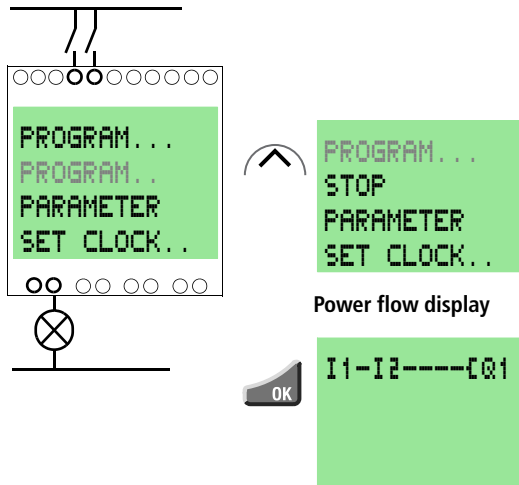 PROGRAM...
PROGRAM..
PARAMETER
SET CLOCK..
PROGRAM...
STOP
PARAMETER
SET CLOCK..
Power flow display
OK
I1-I2----[Q1